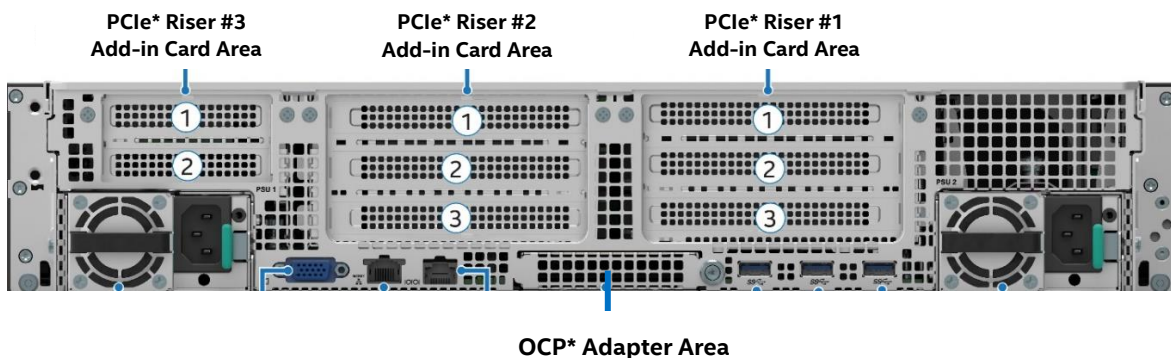 PCIe* Riser #3
Add-in Card Area
PCIe* Riser #2
Add-in Card Area
PCIe* Riser #1
Add-in Card Area
1
2
1
2
3
1
2
3
PSU 1
PSU 2
OCP* Adapter Area